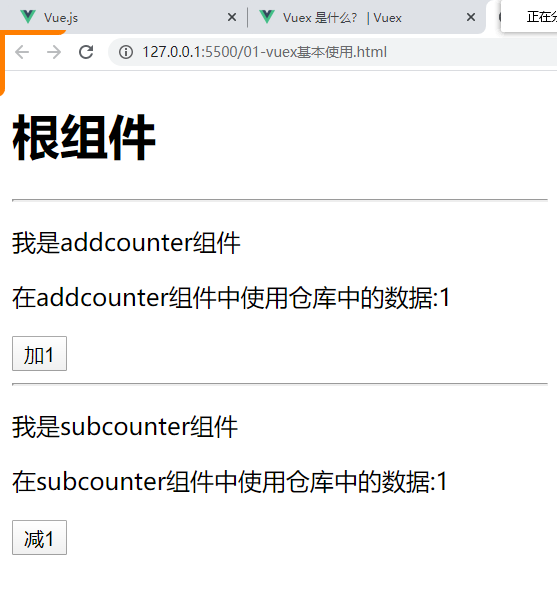 Vue.js
Vuex 是什么? | Vuex
正在分
127.0.0.1:5500/01-vuex基本使用.html
根组件
我是addcounter组件
在addcounter组件中使用仓库中的数据:1
加1
我是subcounter组件
在subcounter组件中使用仓库中的数据:1
减1